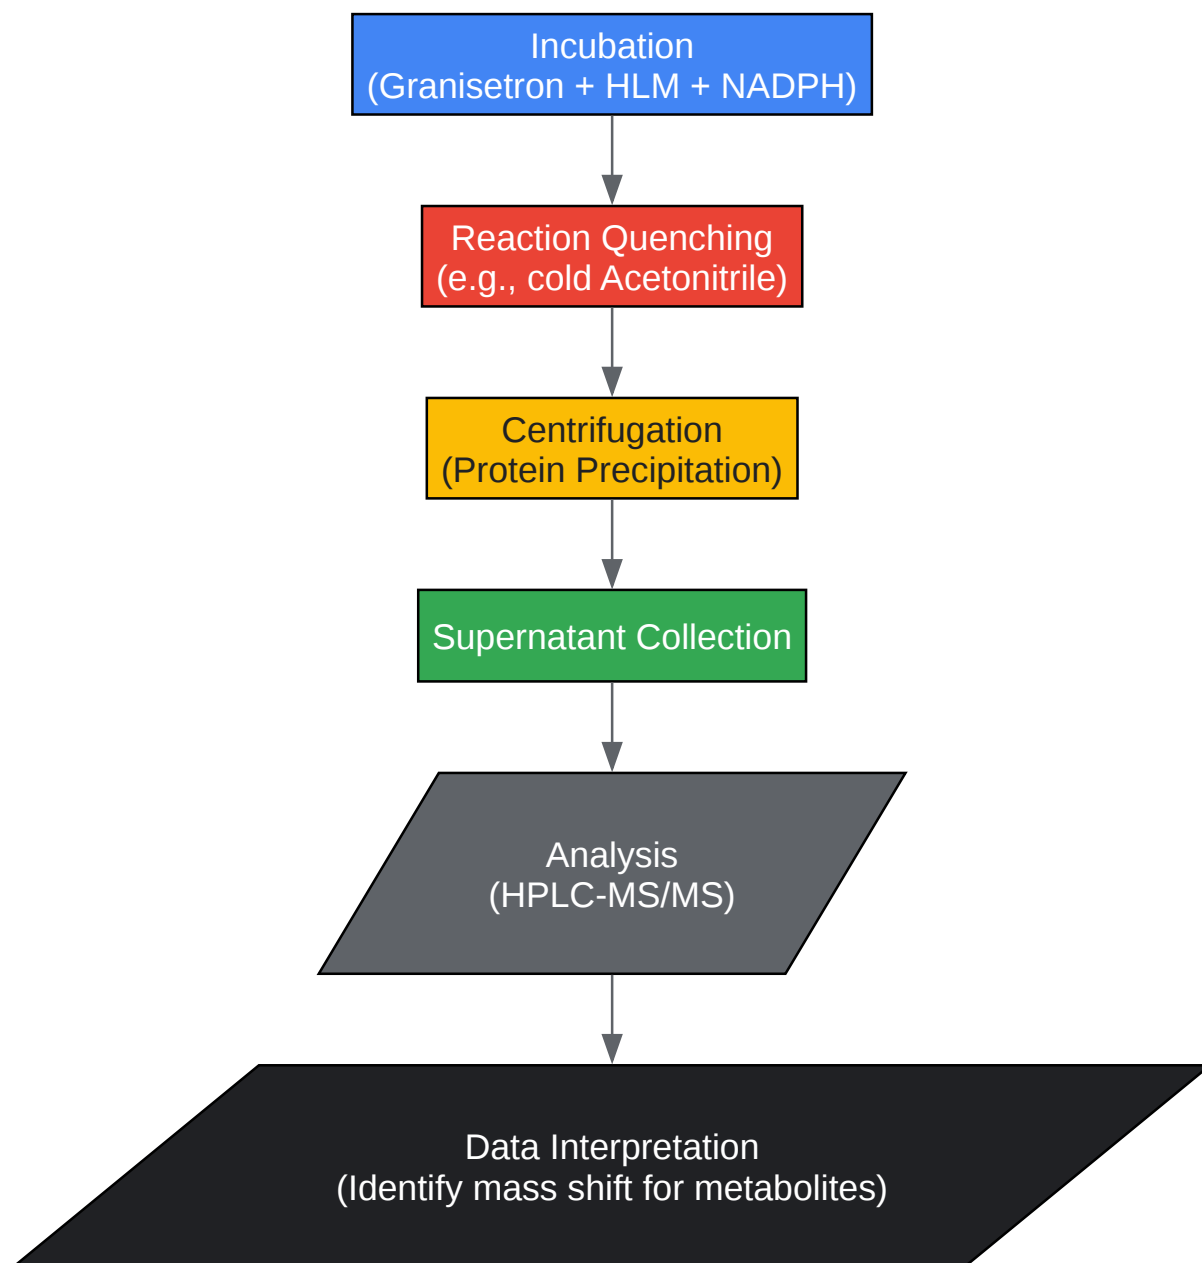 Incubation
(Granisetron + HLM + NADPH)
Reaction Quenching
(e.g., cold Acetonitrile)
Centrifugation
(Protein Precipitation)
Supernatant Collection
Analysis
(HPLC-MS/MS)
Data Interpretation
(Identify mass shift for metabolites)